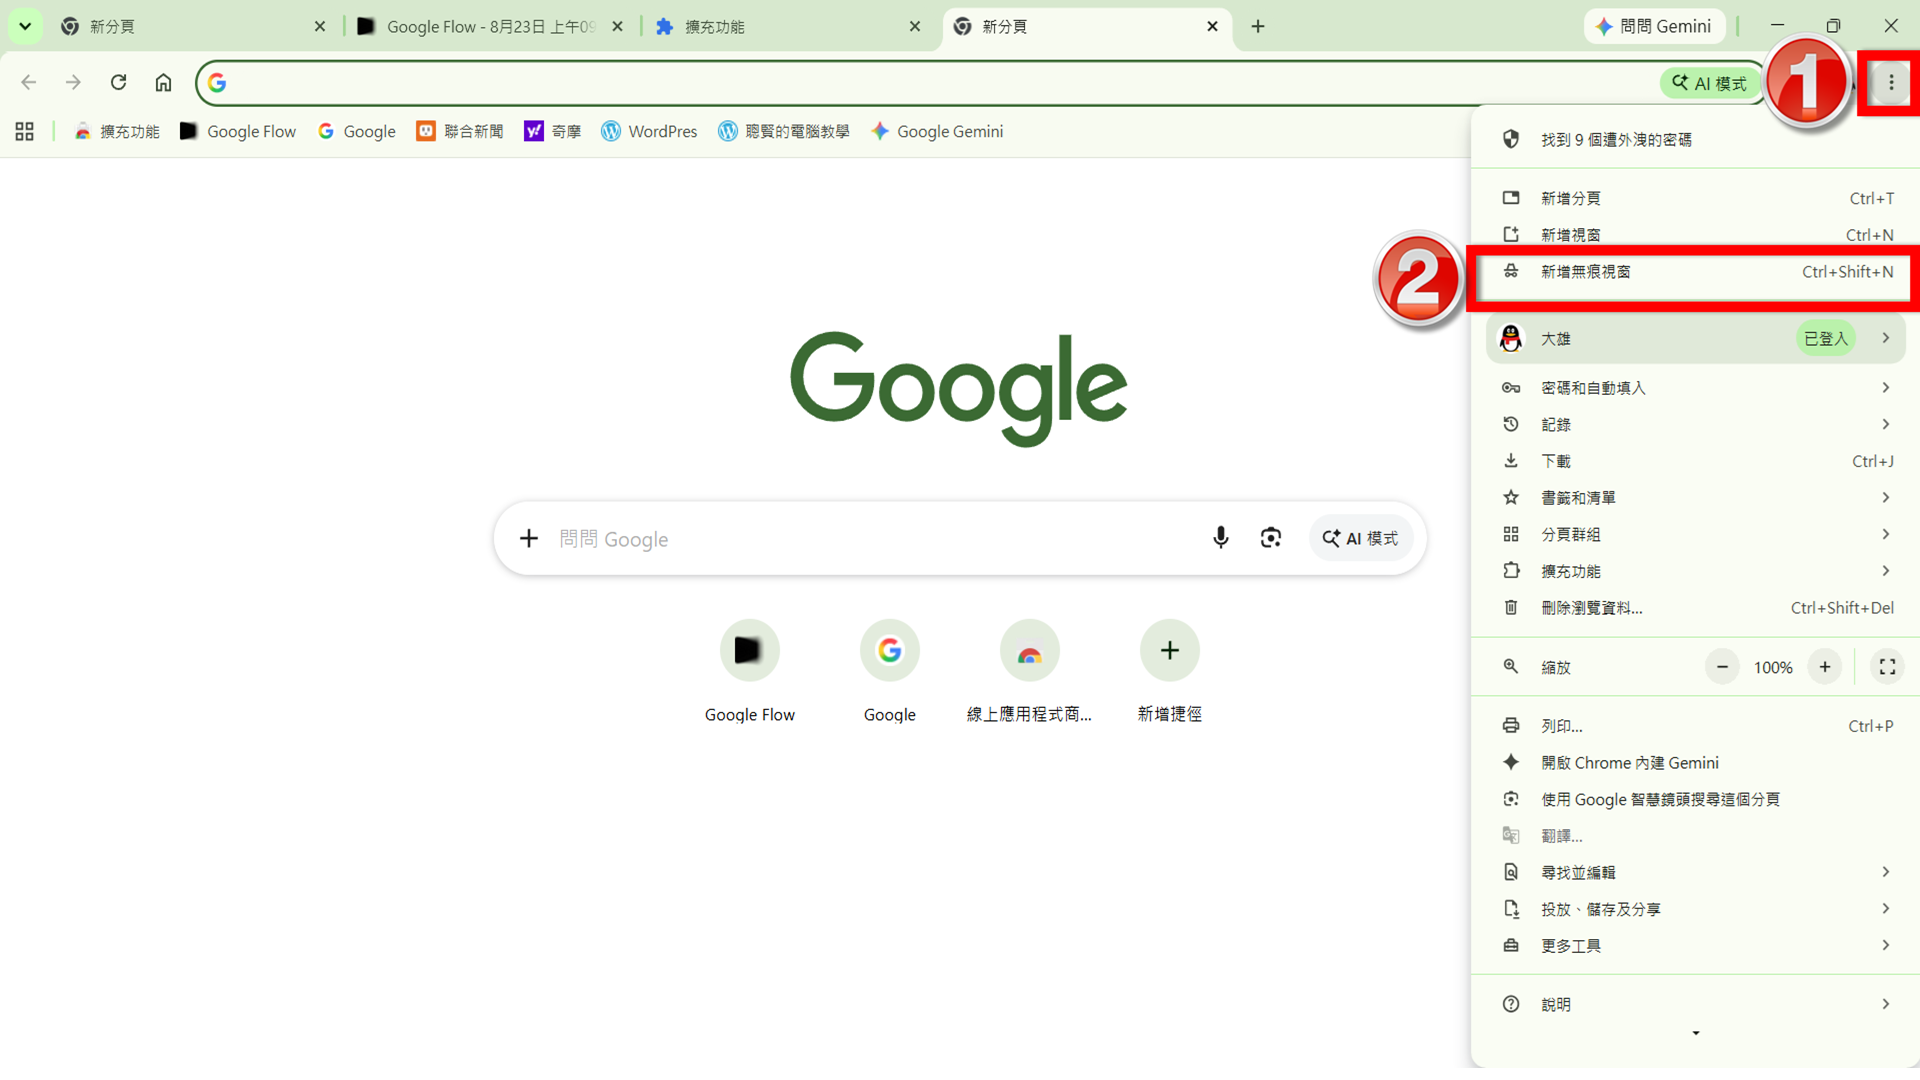 新分頁
Google Flow - 8月23日 上午09
擴充功能
新分頁
問問 Gemini
AI 模式
1
擴充功能
Google Flow
Google
聯合新聞
奇摩
WordPres
聰賢的電腦教學
Google Gemini
找到 9 個遭外洩的密碼
新增分頁 Ctrl+T
新增視窗 Ctrl+N
2
新增無痕視窗 Ctrl+Shift+N
大雄 已登入
密碼和自動填入
記錄
下載 Ctrl+J
書籤和清單
分頁群組
擴充功能
刪除瀏覽資料... Ctrl+Shift+Del
縮放 − 100% +
列印... Ctrl+P
開啟 Chrome 內建 Gemini
使用 Google 智慧鏡頭搜尋這個分頁
翻譯...
尋找並編輯
投放、儲存及分享
更多工具
說明
Google
問問 Google
AI 模式
Google Flow
Google
線上應用程式商...
新增捷徑